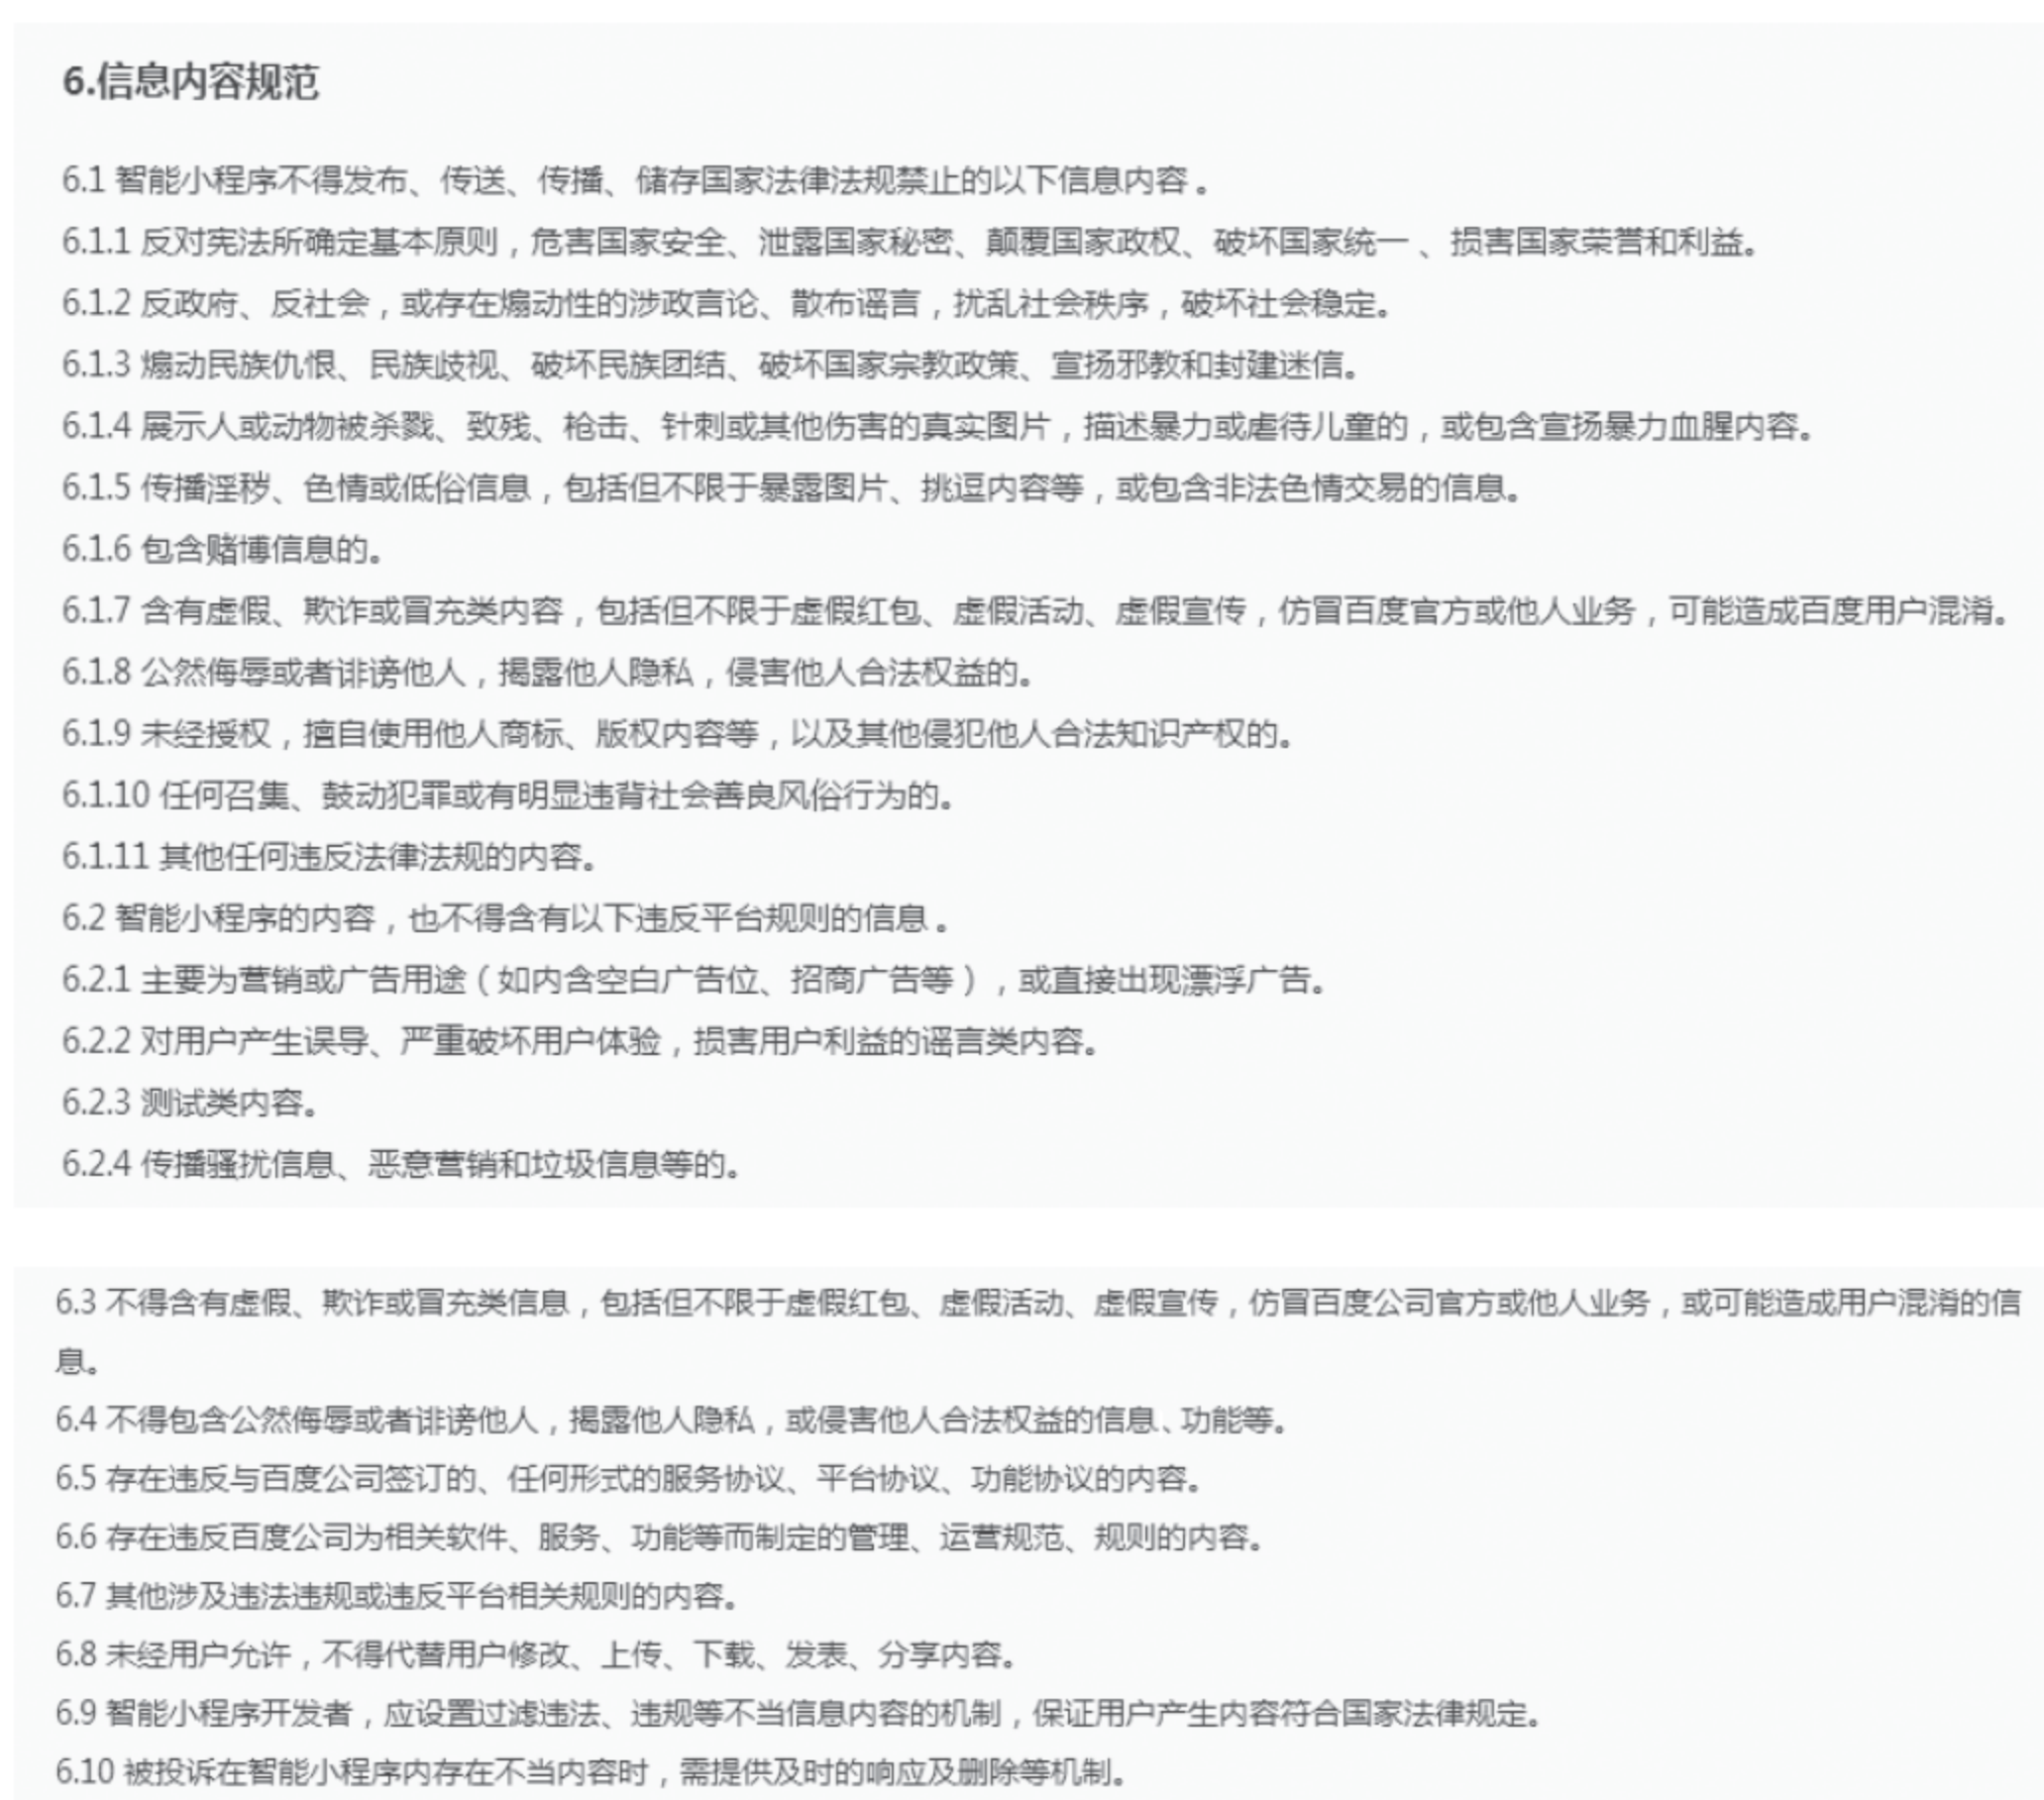 6.信息内容规范
6.1 智能小程序不得发布、传送、传播、储存国家法律法规禁止的以下信息内容 。
6.1.1 反对宪法所确定基本原则，危害国家安全、泄露国家秘密、颠覆国家政权、破坏国家统一 、损害国家荣誉和利益。
6.1.2 反政府、反社会，或存在煽动性的涉政言论、散布谣言，扰乱社会秩序，破坏社会稳定。
6.1.3 煽动民族仇恨、民族歧视、破坏民族团结、破坏国家宗教政策、宣扬邪教和封建迷信。
6.1.4 展示人或动物被杀戮、致残、枪击、针刺或其他伤害的真实图片，描述暴力或虐待儿童的，或包含宣扬暴力血腥内容。
6.1.5 传播淫秽、色情或低俗信息，包括但不限于暴露图片、挑逗内容等，或包含非法色情交易的信息。
6.1.6 包含赌博信息的。
6.1.7 含有虚假、欺诈或冒充类内容，包括但不限于虚假红包、虚假活动、虚假宣传，仿冒百度官方或他人业务，可能造成百度用户混淆。
6.1.8 公然侮辱或者诽谤他人，揭露他人隐私，侵害他人合法权益的。
6.1.9 未经授权，擅自使用他人商标、版权内容等，以及其他侵犯他人合法知识产权的。
6.1.10 任何召集、鼓动犯罪或有明显违背社会善良风俗行为的。
6.1.11 其他任何违反法律法规的内容。
6.2 智能小程序的内容，也不得含有以下违反平台规则的信息 。
6.2.1 主要为营销或广告用途（如内含空白广告位、招商广告等），或直接出现漂浮广告。
6.2.2 对用户产生误导、严重破坏用户体验，损害用户利益的谣言类内容。
6.2.3 测试类内容。
6.2.4 传播骚扰信息、恶意营销和垃圾信息等的。
6.3 不得含有虚假、欺诈或冒充类信息，包括但不限于虚假红包、虚假活动、虚假宣传，仿冒百度公司官方或他人业务，或可能造成用户混淆的信
息。
6.4 不得包含公然侮辱或者诽谤他人，揭露他人隐私，或侵害他人合法权益的信息、功能等。
6.5 存在违反与百度公司签订的、任何形式的服务协议、平台协议、功能协议的内容。
6.6 存在违反百度公司为相关软件、服务、功能等而制定的管理、运营规范、规则的内容。
6.7 其他涉及违法违规或违反平台相关规则的内容。
6.8 未经用户允许，不得代替用户修改、上传、下载、发表、分享内容。
6.9 智能小程序开发者，应设置过滤违法、违规等不当信息内容的机制，保证用户产生内容符合国家法律规定。
6.10 被投诉在智能小程序内存在不当内容时，需提供及时的响应及删除等机制。